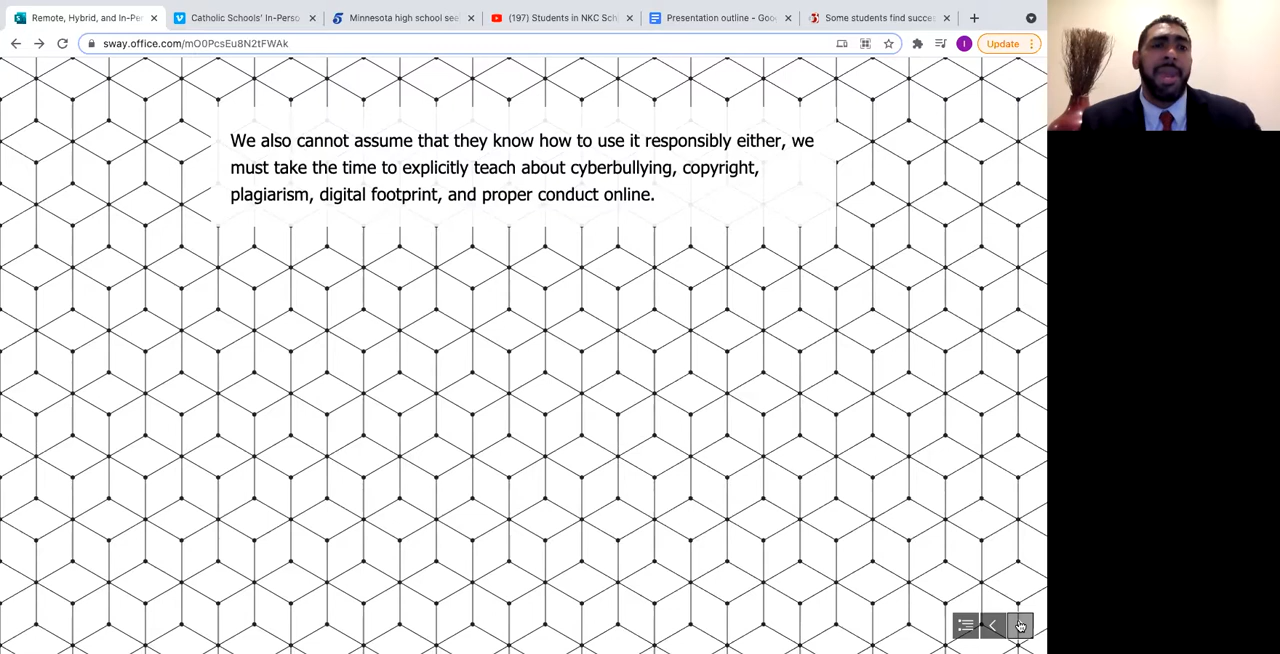 Remote, Hybrid, and In-Per
Catholic Schools' In-Perso
Minnesota high school see
(197) Students in NKC Sch
Presentation outline - Goo
Some students find succe
sway.office.com/mO0PcsEu8N2tFWAk
I
Update
We also cannot assume that they know how to use it responsibly either, we
must take the time to explicitly teach about cyberbullying, copyright,
plagiarism, digital footprint, and proper conduct online.